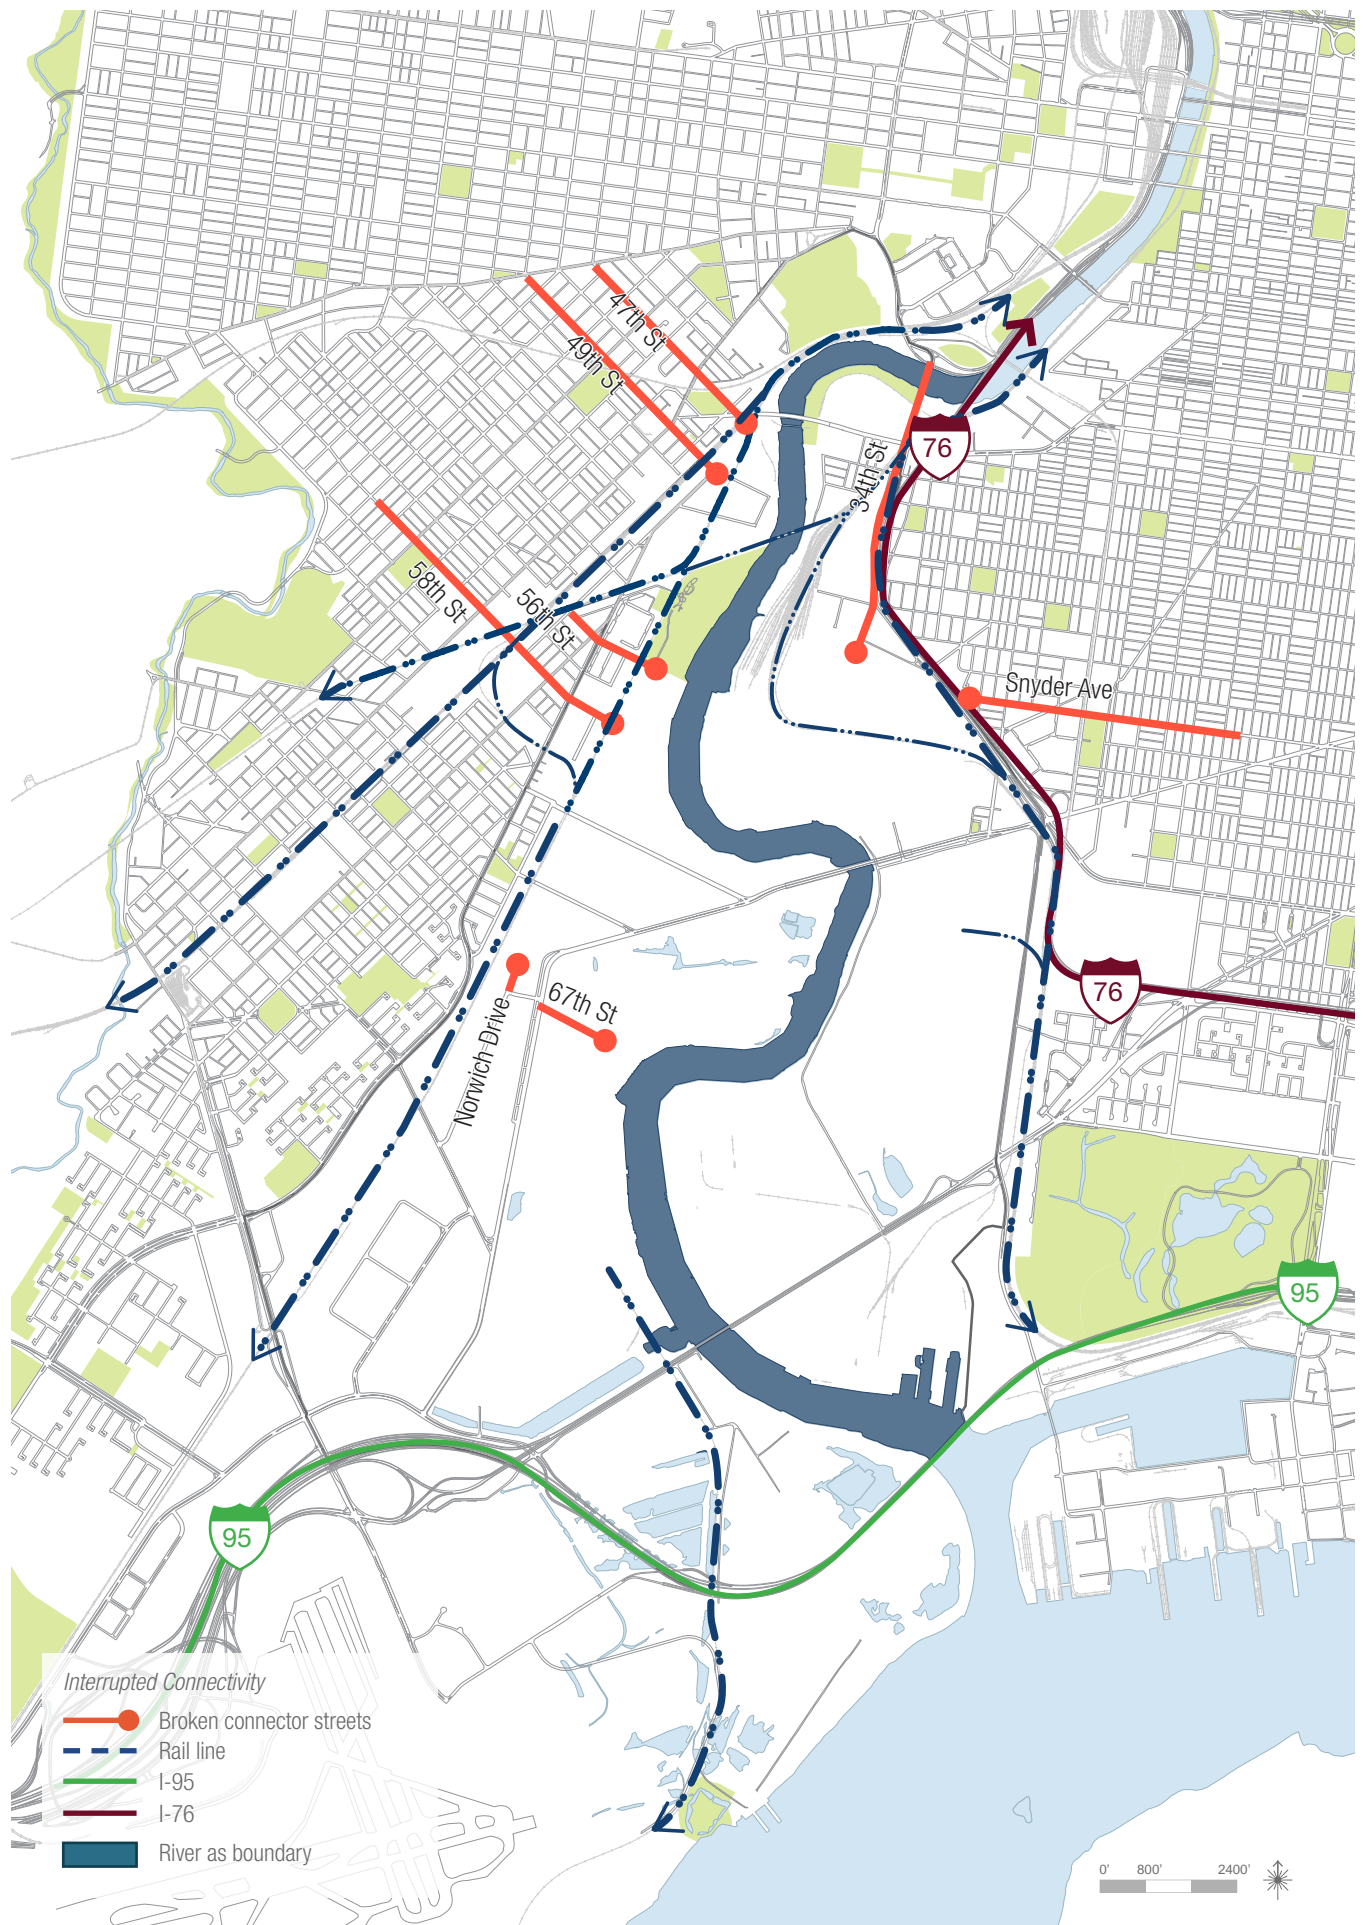 47th St
49th St
34th St
76
58th St
56th St
Snyder Ave
Norwich Drive
67th St
76
95
95
Interrupted Connectivity
Broken connector streets
Rail line
I-95
I-76
River as boundary
0' 800' 2400'